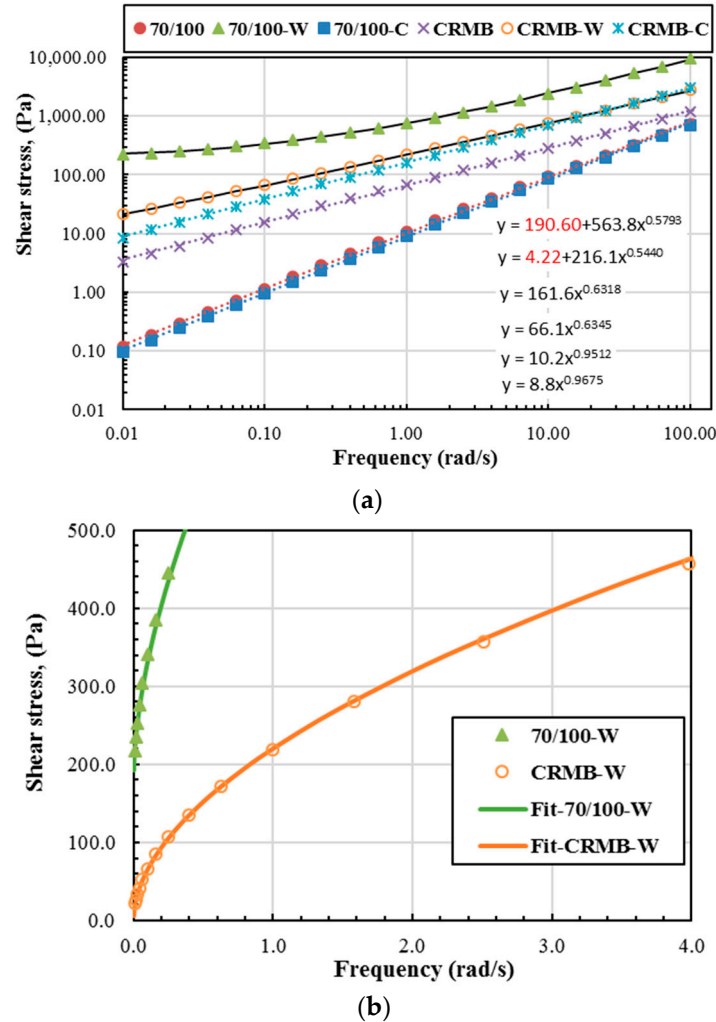 (a)
70/100 70/100-W 70/100-C CRMB CRMB-W CRMB-C
10,000.00
1,000.00
100.00
10.00
1.00
0.10
0.01
Shear stress, (Pa)
y = 190.60+563.8x^0.5793
y = 4.22+216.1x^0.5440
y = 161.6x^0.6318
y = 66.1x^0.6345
y = 10.2x^0.9512
y = 8.8x^0.9675
0.01 0.10 1.00 10.00 100.00
Frequency (rad/s)
(a)
500.0
400.0
300.0
200.0
100.0
0.0
Shear stress, (Pa)
70/100-W
CRMB-W
Fit-70/100-W
Fit-CRMB-W
0.0 1.0 2.0 3.0 4.0
Frequency (rad/s)
(b)